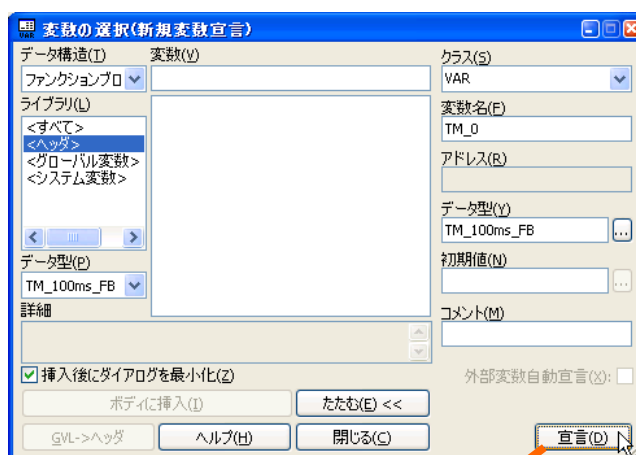 変数の選択(新規変数宣言)
データ構造(T)
変数(V)
ファンクションブロ
ライブラリ(L)
<すべて>
<ヘッダ>
<グローバル変数>
<システム変数>
データ型(P)
TM_100ms_FB
詳細
クラス(S)
VAR
変数名(F)
TM_0
アドレス(R)
データ型(Y)
TM_100ms_FB
...
初期値(N)
...
コメント(M)
挿入後にダイアログを最小化(Z)
外部変数自動宣言(X):
ボディに挿入(I)
たたむ(E) <<
GVL->ヘッダ
ヘルプ(H)
閉じる(C)
宣言(D)